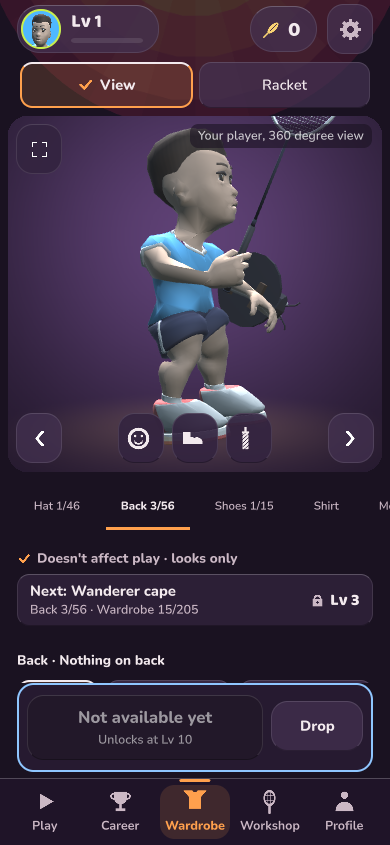 Lv 1
0
View
Racket
Your player, 360 degree view
Hat 1/46
Back 3/56
Shoes 1/15
Shirt
Doesn't affect play · looks only
Next: Wanderer cape
Back 3/56 · Wardrobe 15/205
Lv 3
Back · Nothing on back
Not available yet
Unlocks at Lv 10
Drop
Play
Career
Wardrobe
Workshop
Profile